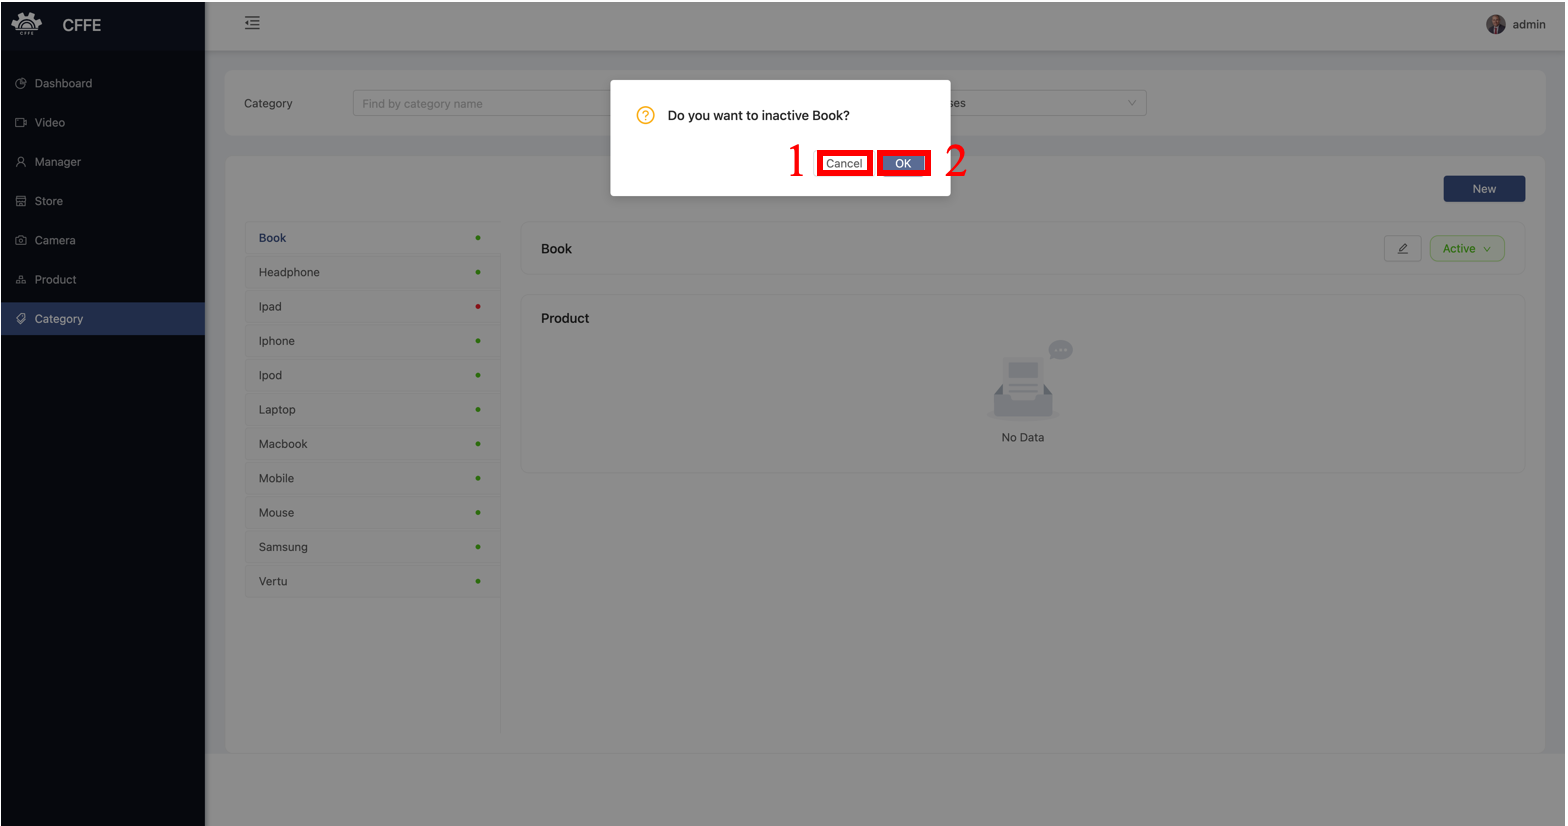 CFFE
CFFE
admin
Dashboard
Video
Manager
Store
Camera
Product
Category
Category
Find by category name
ses
Do you want to inactive Book?
1
Cancel
OK
2
New
Book
Headphone
Ipad
Iphone
Ipod
Laptop
Macbook
Mobile
Mouse
Samsung
Vertu
Book
Active
Product
No Data